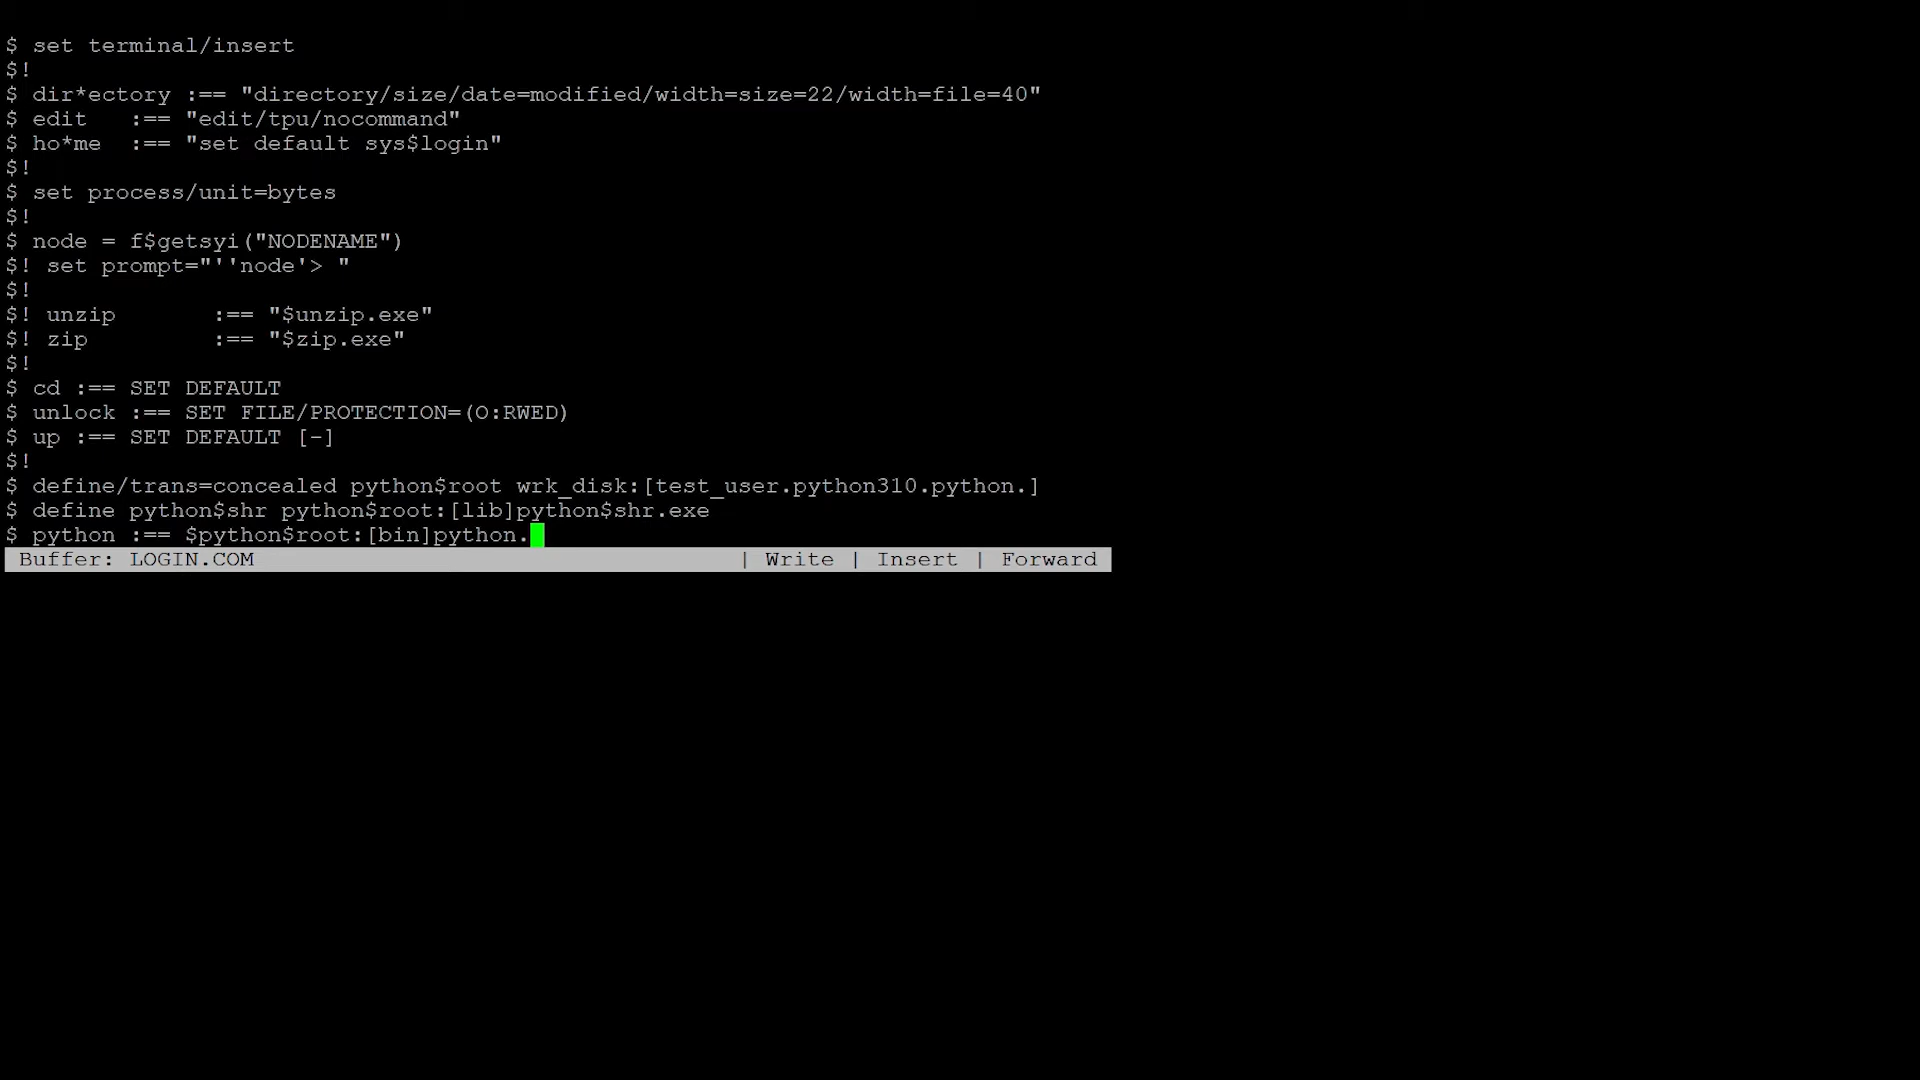 $ set terminal/insert
$!
$ dir*ectory :== "directory/size/date=modified/width=size=22/width=file=40"
$ edit   :== "edit/tpu/nocommand"
$ ho*me  :== "set default sys$login"
$!
$ set process/unit=bytes
$!
$ node = f$getsyi("NODENAME")
$! set prompt="''node'> "
$!
$! unzip       :== "$unzip.exe"
$! zip         :== "$zip.exe"
$!
$ cd :== SET DEFAULT
$ unlock :== SET FILE/PROTECTION=(O:RWED)
$ up :== SET DEFAULT [-]
$!
$ define/trans=concealed python$root wrk_disk:[test_user.python310.python.]
$ define python$shr python$root:[lib]python$shr.exe
$ python :== $python$root:[bin]python.
Buffer: LOGIN.COM                                   | Write | Insert | Forward